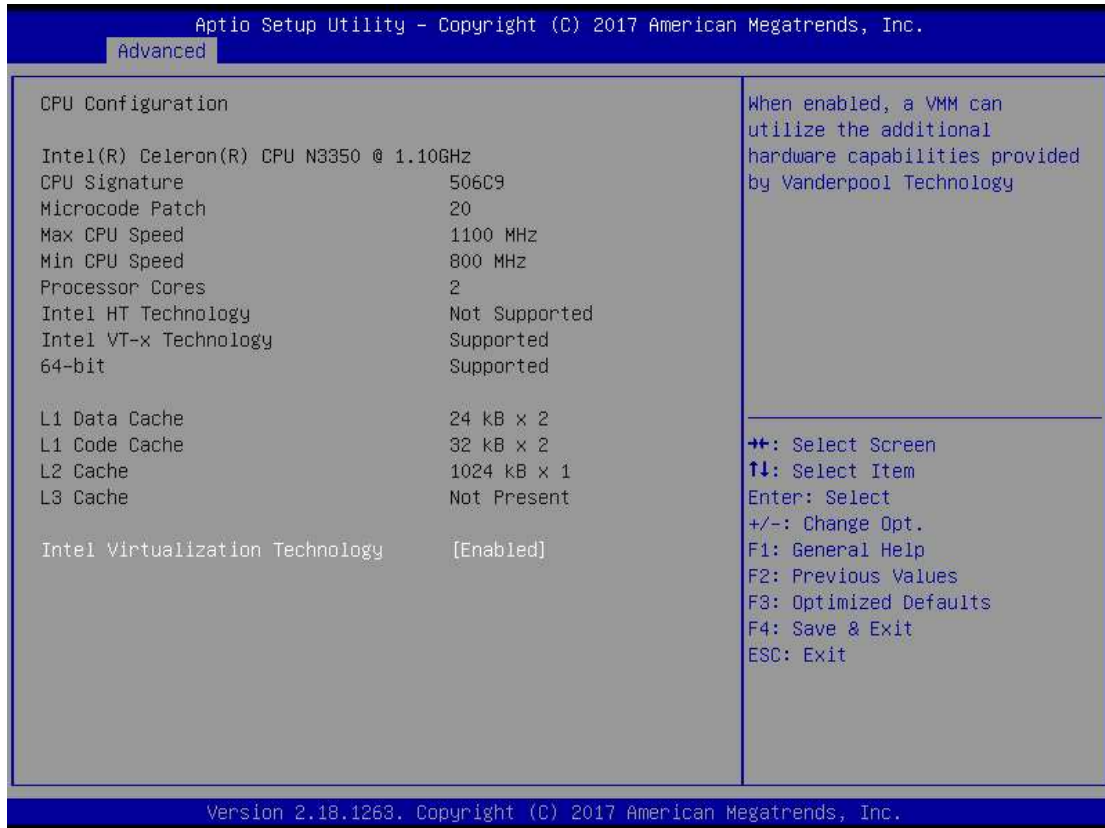 Aptio Setup Utility – Copyright (C) 2017 American Megatrends, Inc.
Advanced
CPU Configuration
Intel(R) Celeron(R) CPU N3350 @ 1.10GHz
CPU Signature 506C9
Microcode Patch 20
Max CPU Speed 1100 MHz
Min CPU Speed 800 MHz
Processor Cores 2
Intel HT Technology Not Supported
Intel VT-x Technology Supported
64-bit Supported
L1 Data Cache 24 kB x 2
L1 Code Cache 32 kB x 2
L2 Cache 1024 kB x 1
L3 Cache Not Present
Intel Virtualization Technology [Enabled]
When enabled, a VMM can
utilize the additional
hardware capabilities provided
by Vanderpool Technology
→←: Select Screen
↑↓: Select Item
Enter: Select
+/-: Change Opt.
F1: General Help
F2: Previous Values
F3: Optimized Defaults
F4: Save & Exit
ESC: Exit
Version 2.18.1263. Copyright (C) 2017 American Megatrends, Inc.